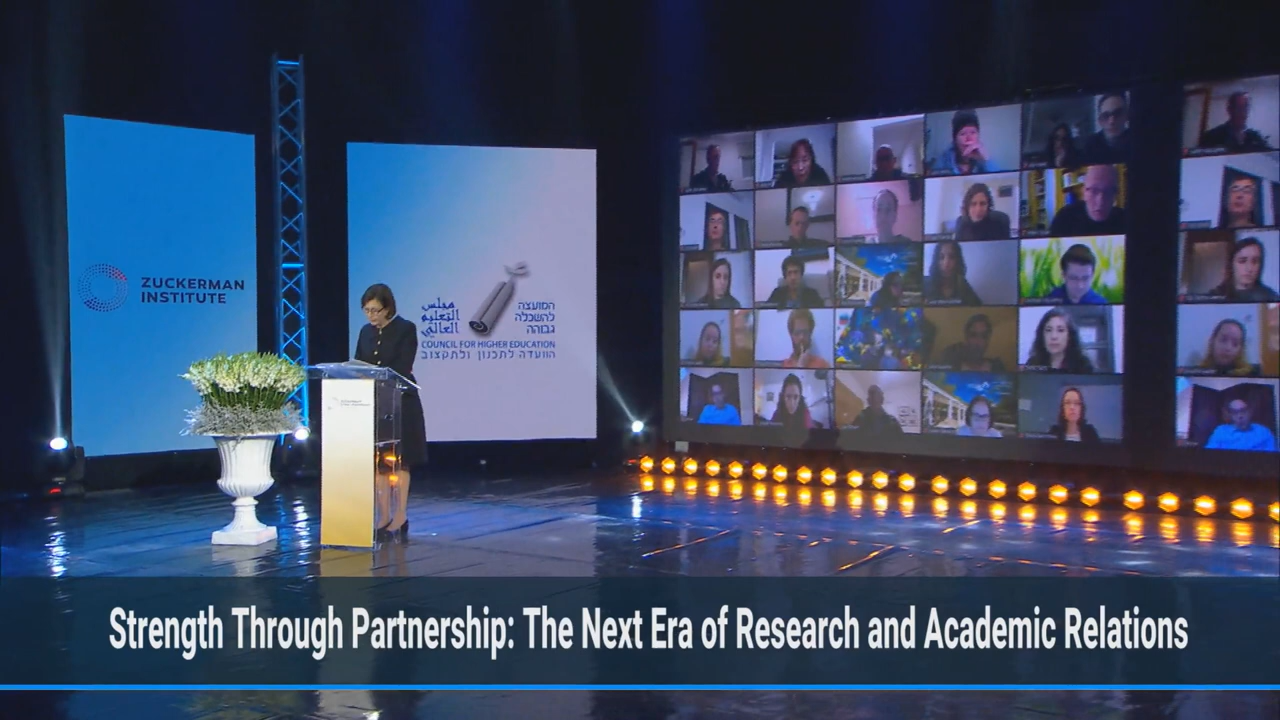 ZUCKERMAN
INSTITUTE
مجلس
التعليم
العالي
המועצה
להשכלה
גבוהה
COUNCIL FOR HIGHER EDUCATION
הוועדה לתכנון ולתקצוב
Strength Through Partnership: The Next Era of Research and Academic Relations